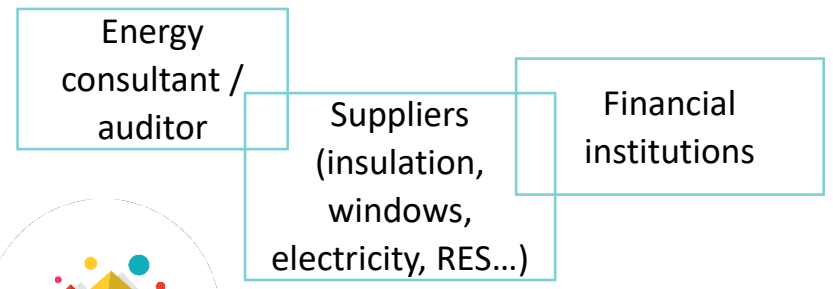 Energy
consultant /
auditor
Suppliers
(insulation,
windows,
electricity, RES…)
Financial
institutions